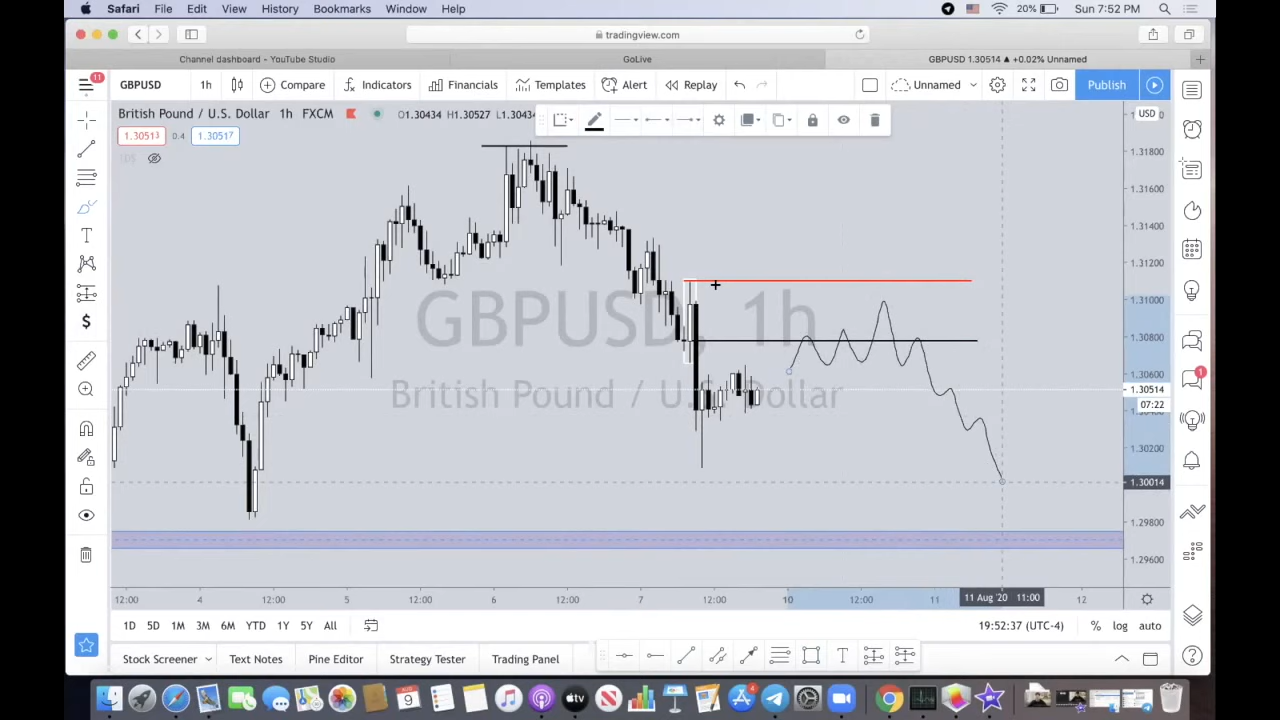 Safari File Edit View History Bookmarks Window Help 20% Sun 7:52 PM
tradingview.com
Channel dashboard - YouTube Studio GoLive GBPUSD 1.30514 ▲ +0.02% Unnamed
11 GBPUSD 1h Compare Indicators Financials Templates Alert Replay Unnamed Publish
British Pound / U.S. Dollar 1h FXCM O1.30434 H1.30527 L1.3043 USD
1.30513 0.4 1.30517
1.31800
1.31600
1.31400
1.31200
1.31000
1.30800
1.30600
1.30514
07:22
1.30200
1.30014
1.29800
1.29600
GBPUSD, 1h
British Pound / U.S. Dollar
12:00 4 12:00 5 12:00 6 12:00 7 12:00 10 12:00 11 11 Aug '20 11:00 12
1D 5D 1M 3M 6M YTD 1Y 5Y All 19:52:37 (UTC-4) % log auto
Stock Screener Text Notes Pine Editor Strategy Tester Trading Panel